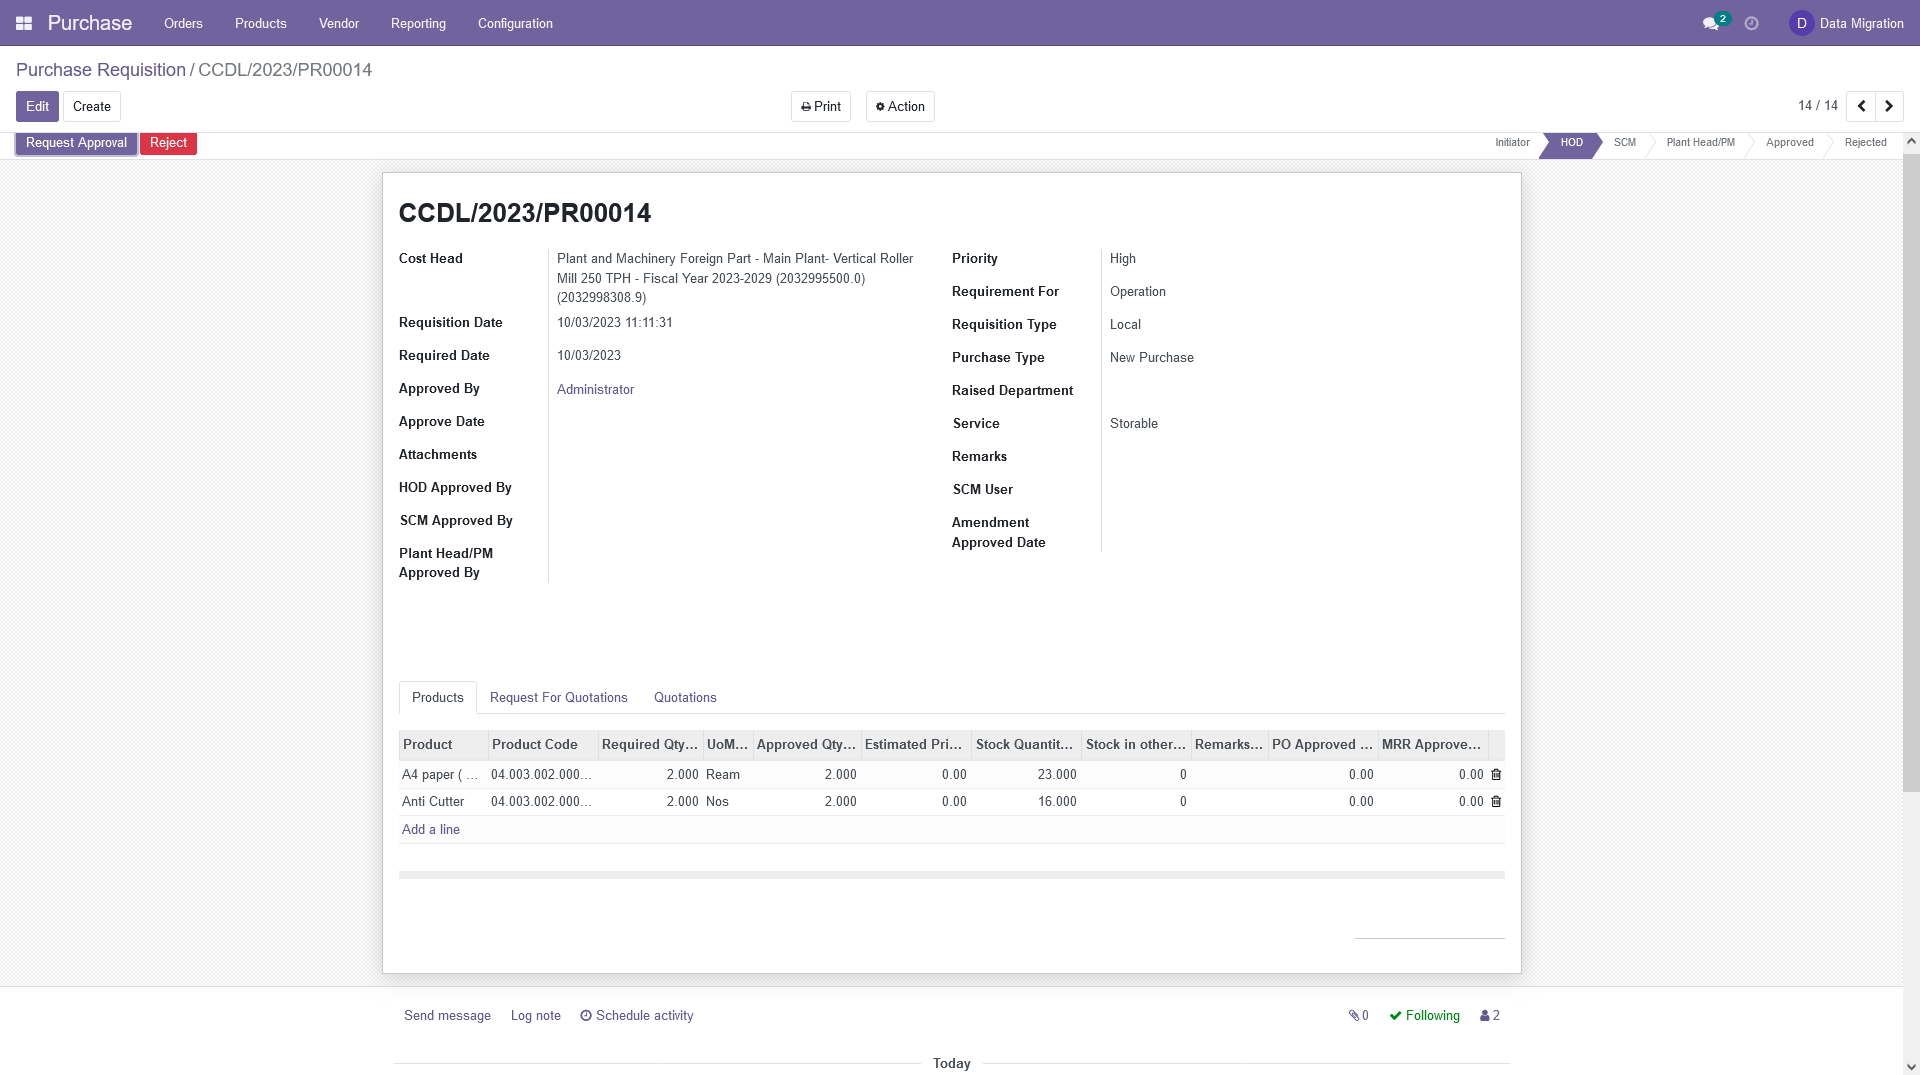 Purchase Orders Products Vendor Reporting Configuration 2 D Data Migration
Purchase Requisition / CCDL/2023/PR00014
Edit Create Print Action 14 / 14
Request Approval Reject Initiator HOD SCM Plant Head/PM Approved Rejected
CCDL/2023/PR00014
Cost Head Plant and Machinery Foreign Part - Main Plant- Vertical Roller
Mill 250 TPH - Fiscal Year 2023-2029 (2032995500.0)
(2032998308.9)
Requisition Date 10/03/2023 11:11:31
Required Date 10/03/2023
Approved By Administrator
Approve Date
Attachments
HOD Approved By
SCM Approved By
Plant Head/PM
Approved By
Priority High
Requirement For Operation
Requisition Type Local
Purchase Type New Purchase
Raised Department
Service Storable
Remarks
SCM User
Amendment
Approved Date
Products Request For Quotations Quotations
Product Product Code Required Qty... UoM... Approved Qty... Estimated Pri... Stock Quantit... Stock in other... Remarks... PO Approved ... MRR Approve...
A4 paper ( ... 04.003.002.000... 2.000 Ream 2.000 0.00 23.000 0 0.00 0.00
Anti Cutter 04.003.002.000... 2.000 Nos 2.000 0.00 16.000 0 0.00 0.00
Add a line
Send message Log note Schedule activity 0 Following 2
Today